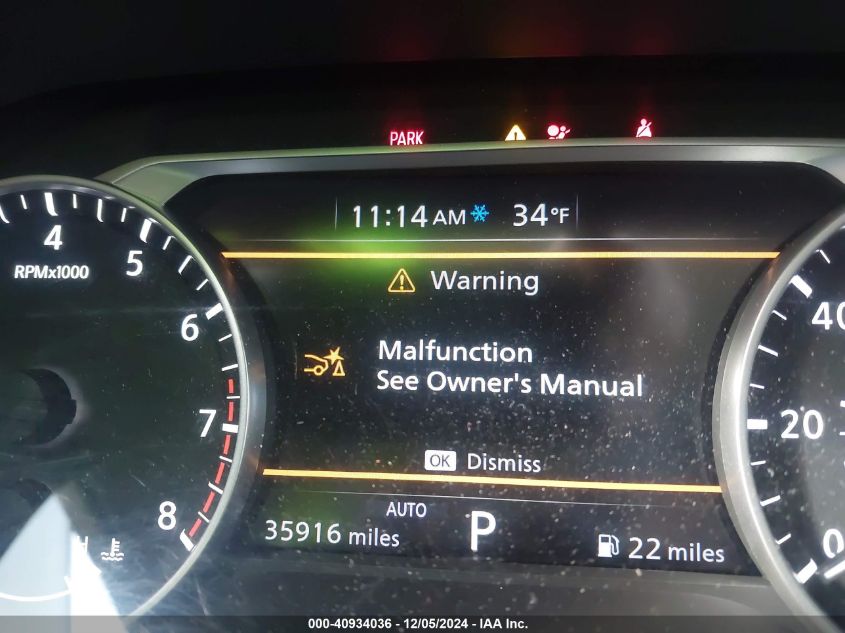 PARK
11:14 AM 34°F
4
5
RPMx1000
6
7
8
H
Warning
Malfunction
See Owner's Manual
OK Dismiss
AUTO
35916 miles P 22 miles
40
20
0
000-40934036 - 12/05/2024 - IAA Inc.